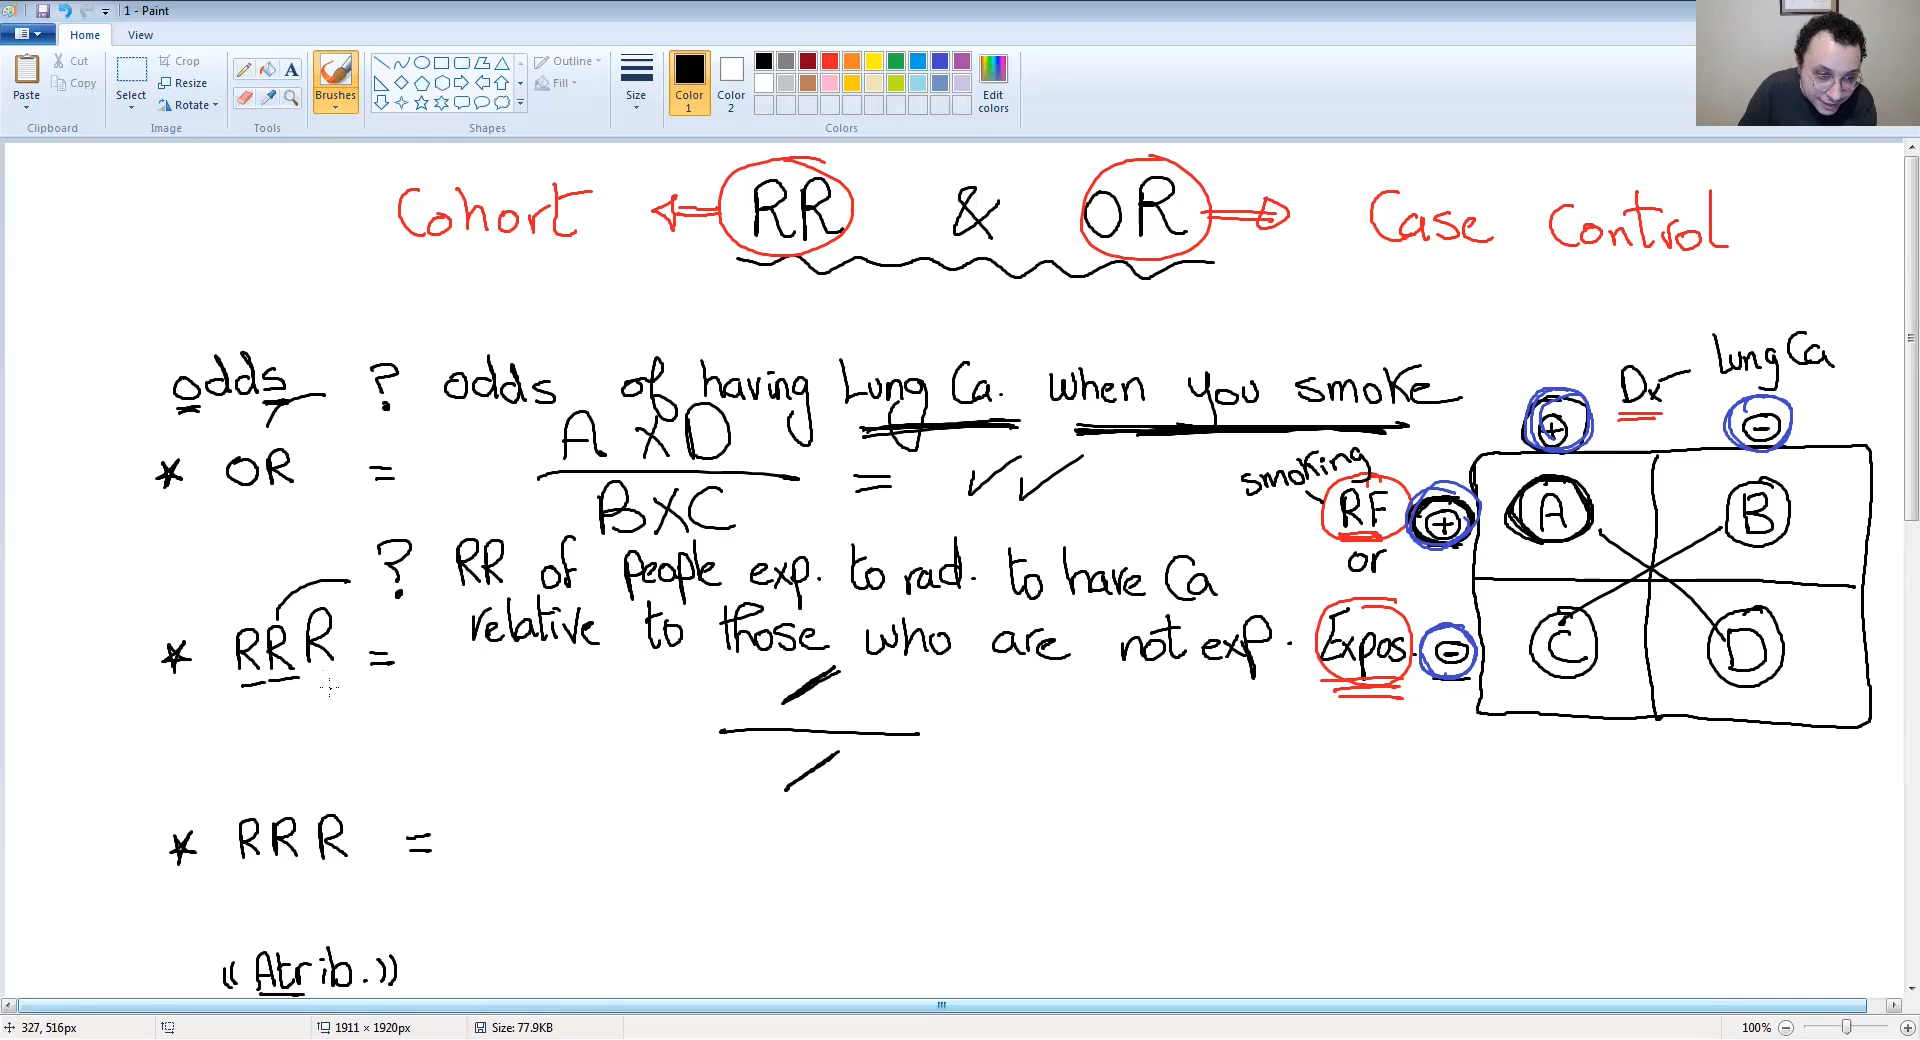 1 - Paint
Home View
Paste Cut Copy Clipboard
Select Crop Resize Rotate Image
Tools
Brushes
Outline Fill Shapes
Size
Color 1 Color 2 Edit colors Colors
Cohort RR & OR Case Control
odds ? odds of having Lung Ca. when you smoke
Dx Lung Ca
+ -
* OR = A x D =
B x C
smoking
RF + A B
or
? RR of people exp. to rad. to have Ca
* RRR = relative to those who are not exp. Expos. - C D
* RRR =
"Atrib."
327, 516px 1911 × 1920px Size: 77.9KB 100%